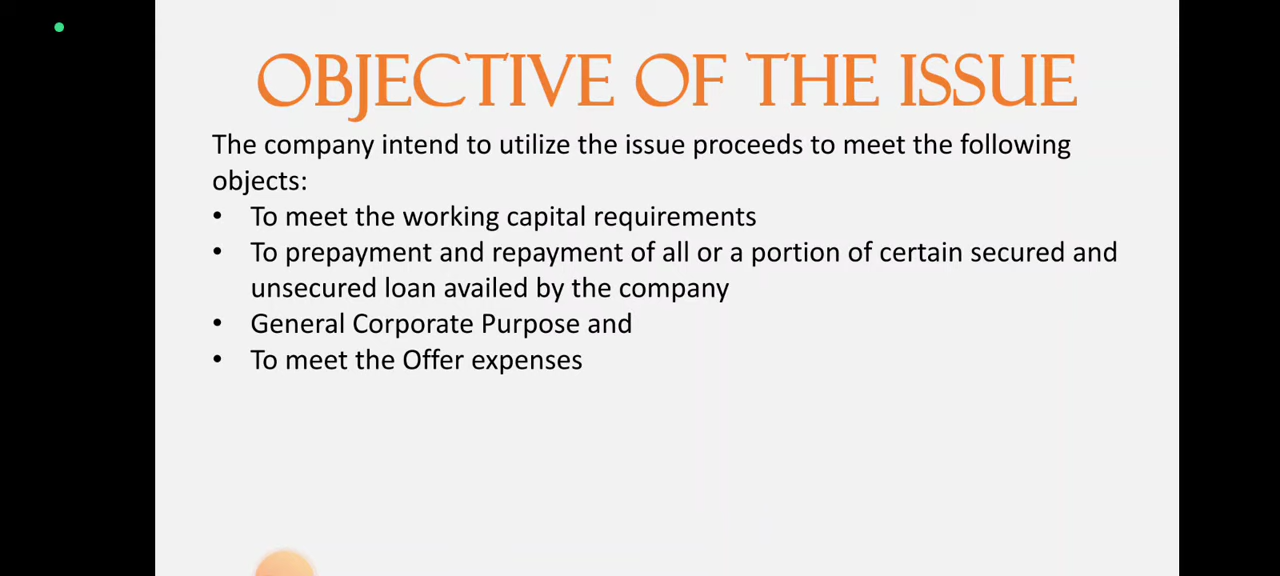 OBJECTIVE OF THE ISSUE
The company intend to utilize the issue proceeds to meet the following
objects:
• To meet the working capital requirements
• To prepayment and repayment of all or a portion of certain secured and
unsecured loan availed by the company
• General Corporate Purpose and
• To meet the Offer expenses